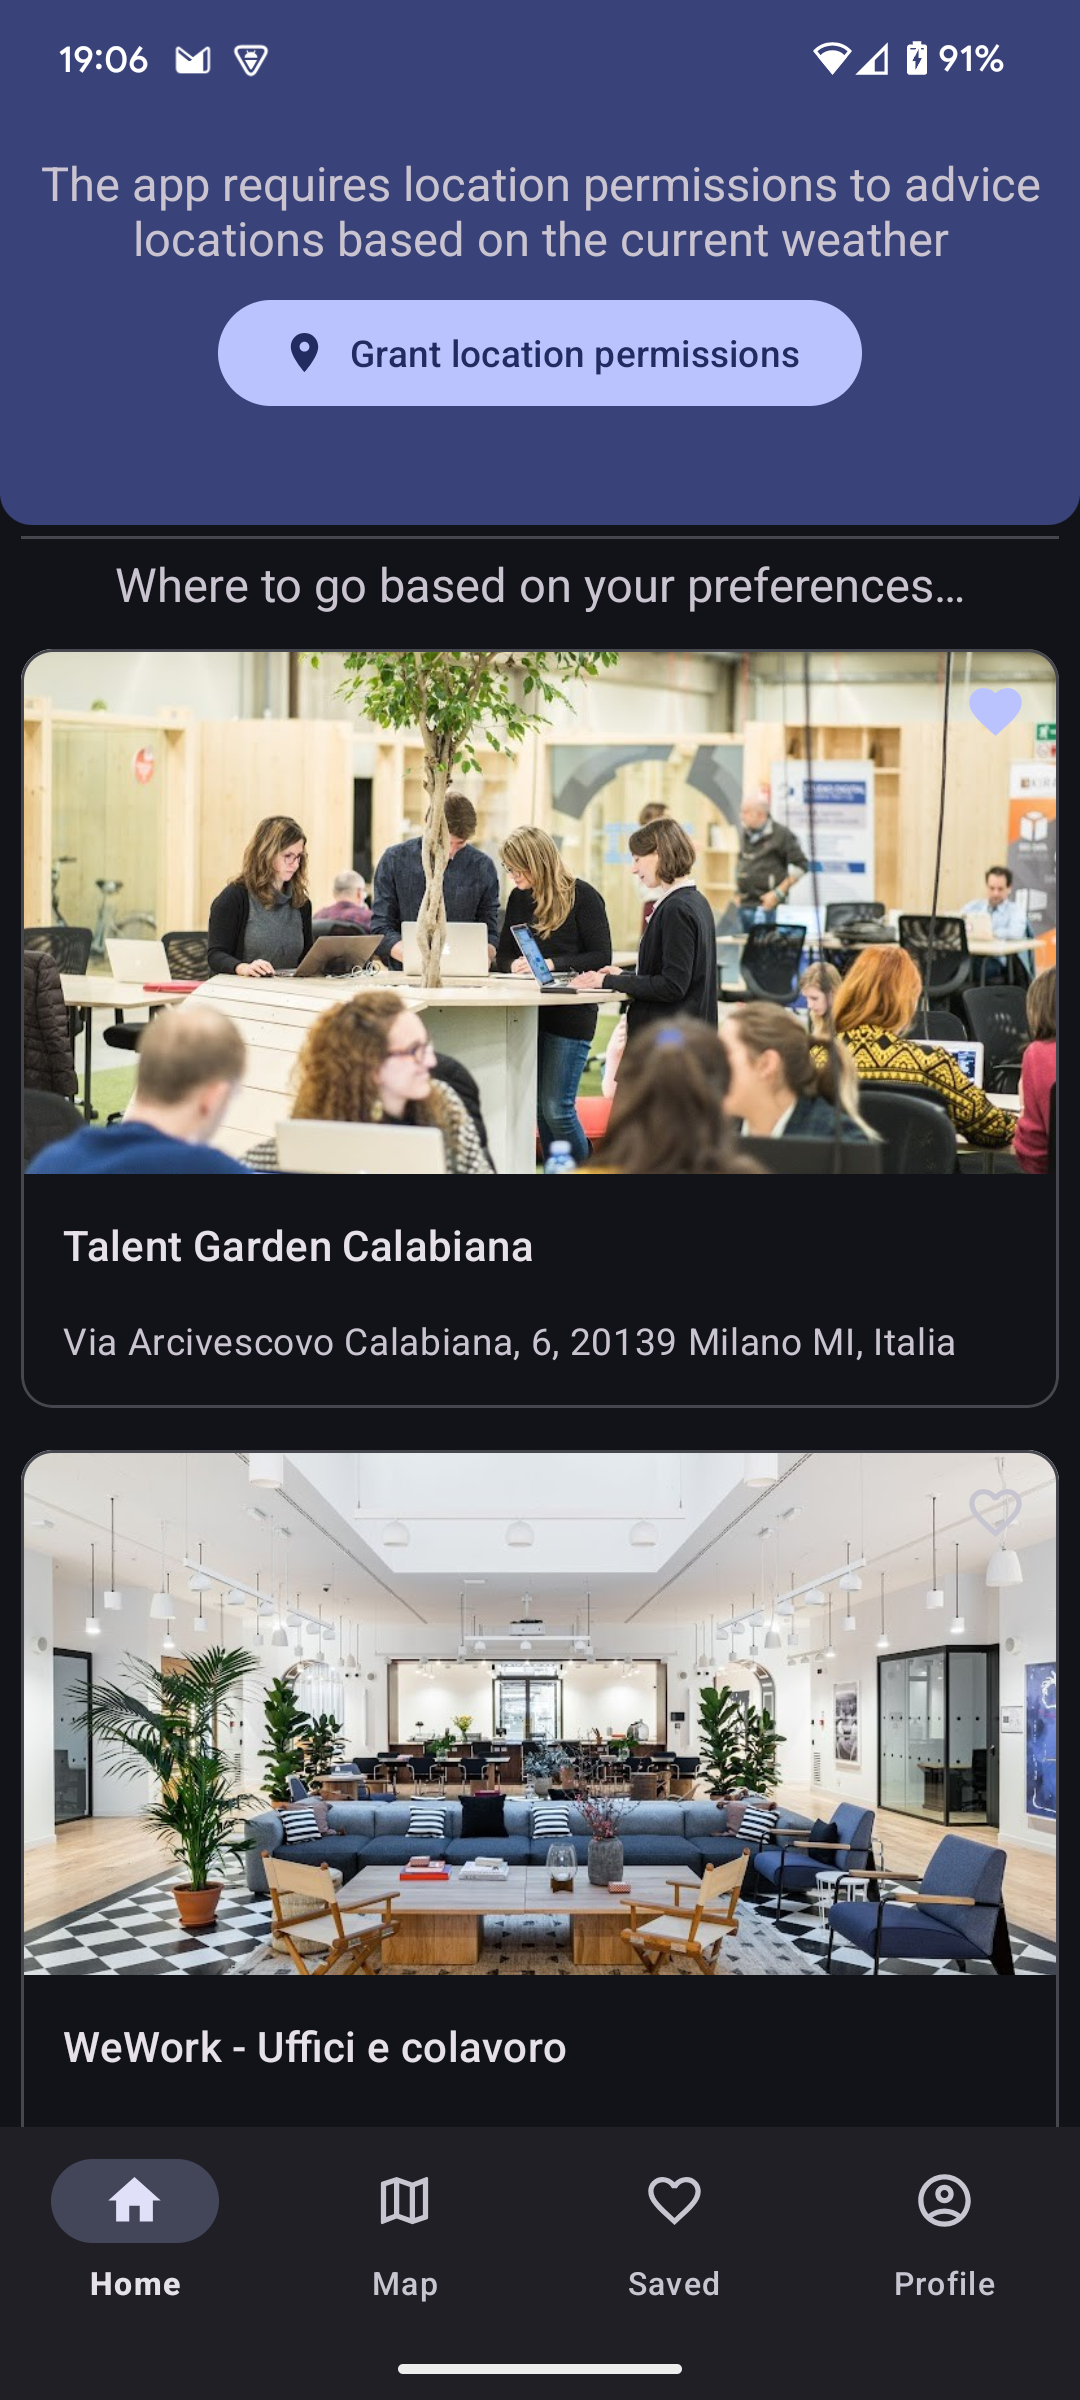 19:06
91%
The app requires location permissions to advice
locations based on the current weather
Grant location permissions
Where to go based on your preferences...
Talent Garden Calabiana
Via Arcivescovo Calabiana, 6, 20139 Milano MI, Italia
WeWork - Uffici e colavoro
Home
Map
Saved
Profile